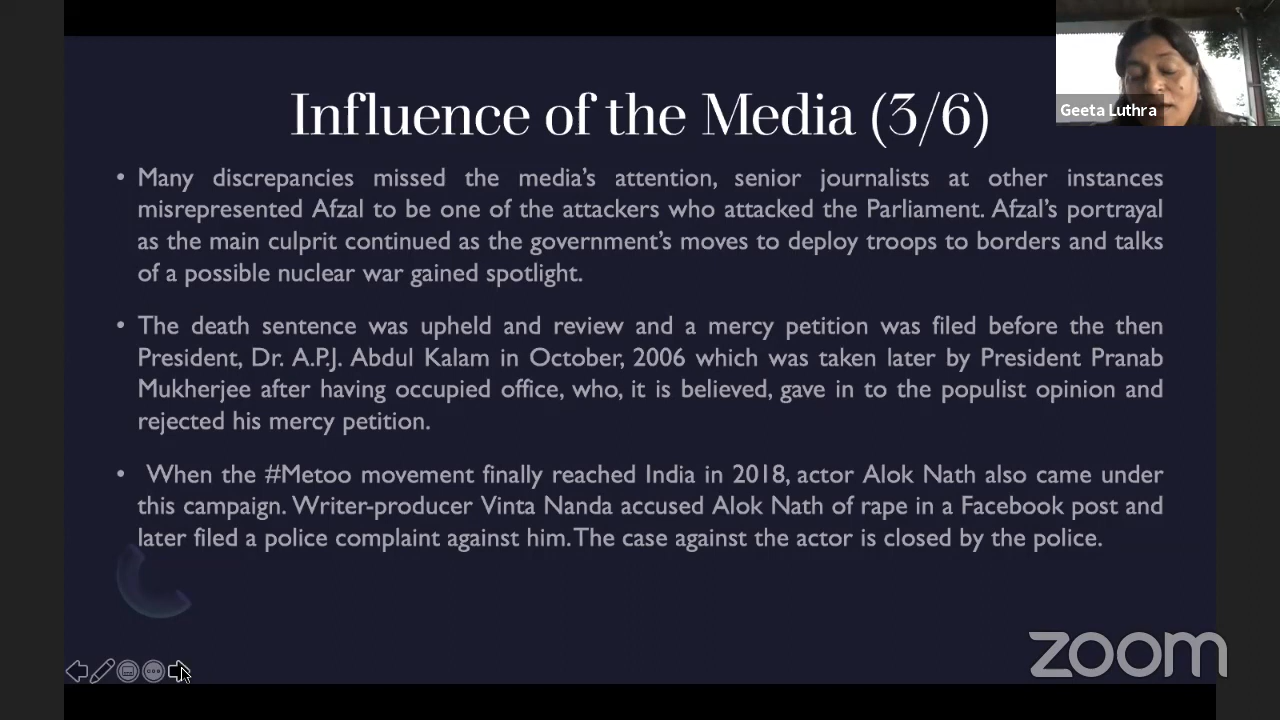 Influence of the Media (3/6)
Geeta Luthra
• Many discrepancies missed the media's attention, senior journalists at other instances
misrepresented Afzal to be one of the attackers who attacked the Parliament. Afzal's portrayal
as the main culprit continued as the government's moves to deploy troops to borders and talks
of a possible nuclear war gained spotlight.
• The death sentence was upheld and review and a mercy petition was filed before the then
President, Dr. A.P.J. Abdul Kalam in October, 2006 which was taken later by President Pranab
Mukherjee after having occupied office, who, it is believed, gave in to the populist opinion and
rejected his mercy petition.
• When the #Metoo movement finally reached India in 2018, actor Alok Nath also came under
this campaign. Writer-producer Vinta Nanda accused Alok Nath of rape in a Facebook post and
later filed a police complaint against him. The case against the actor is closed by the police.
zoom